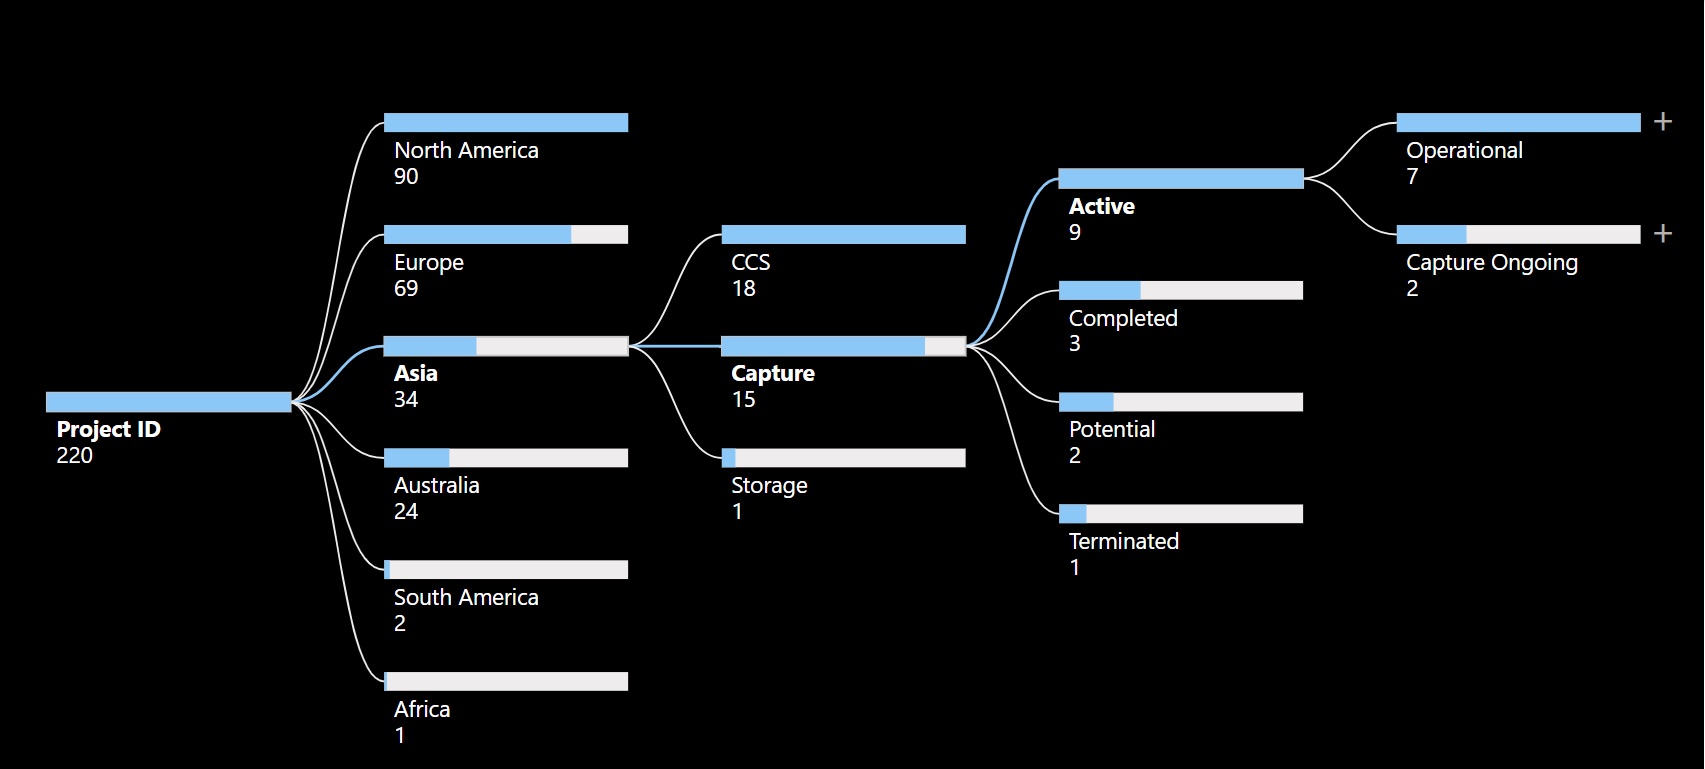 Project ID
220
North America
90
Europe
69
Asia
34
Australia
24
South America
2
Africa
1
CCS
18
Capture
15
Storage
1
Active
9
Completed
3
Potential
2
Terminated
1
Operational
7
Capture Ongoing
2